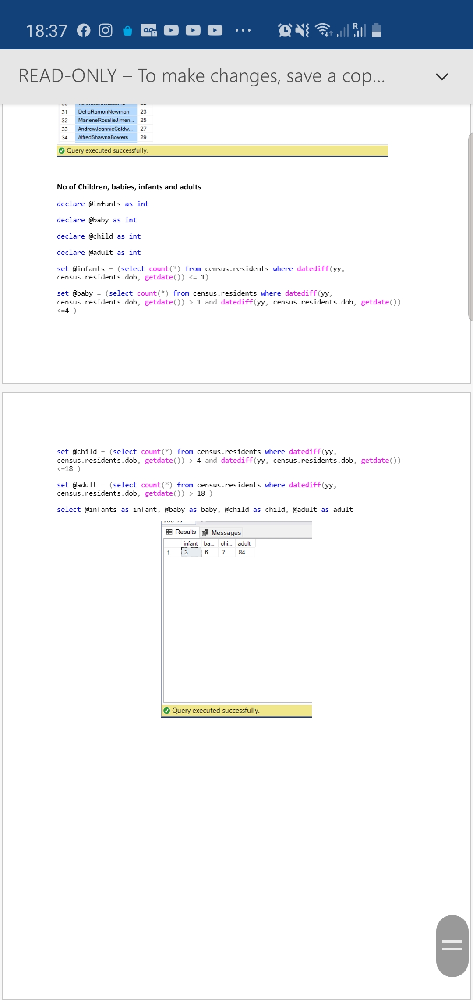 18:37
READ-ONLY – To make changes, save a cop...
31 DeliaRamonNewman 23
32 MarleneRosalieJimen... 25
33 AndrewJeannieCaldw... 27
34 AlfredShawnaBowers 29
Query executed successfully.
No of Children, babies, infants and adults
declare @infants as int
declare @baby as int
declare @child as int
declare @adult as int
set @infants = (select count(*) from census.residents where datediff(yy,
census.residents.dob, getdate()) <= 1)
set @baby = (select count(*) from census.residents where datediff(yy,
census.residents.dob, getdate()) > 1 and datediff(yy, census.residents.dob, getdate())
<=4 )
set @child = (select count(*) from census.residents where datediff(yy,
census.residents.dob, getdate()) > 4 and datediff(yy, census.residents.dob, getdate())
<=18 )
set @adult = (select count(*) from census.residents where datediff(yy,
census.residents.dob, getdate()) > 18 )
select @infants as infant, @baby as baby, @child as child, @adult as adult
Results Messages
infant ba... chi... adult
1 3 6 7 84
Query executed successfully.